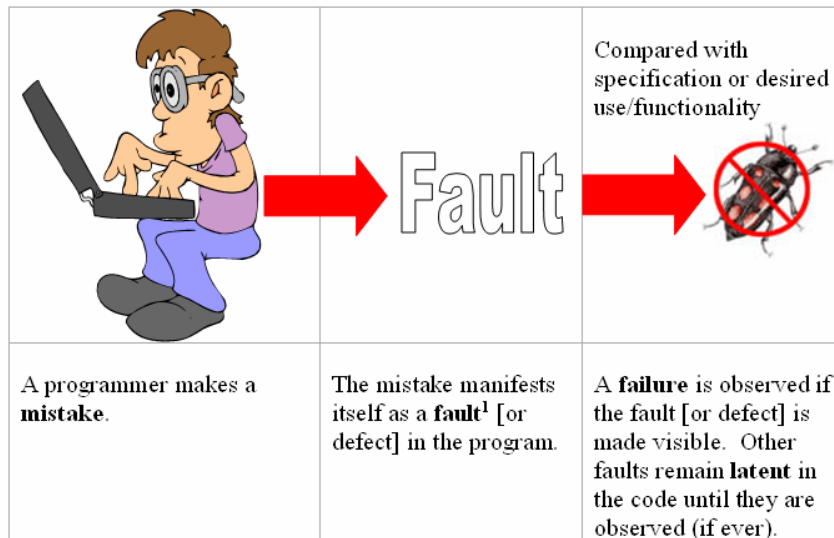 Compared with
specification or desired
use/functionality
Fault
A programmer makes a
mistake.
The mistake manifests
itself as a fault¹ [or
defect] in the program.
A failure is observed if
the fault [or defect] is
made visible.  Other
faults remain latent in
the code until they are
observed (if ever).